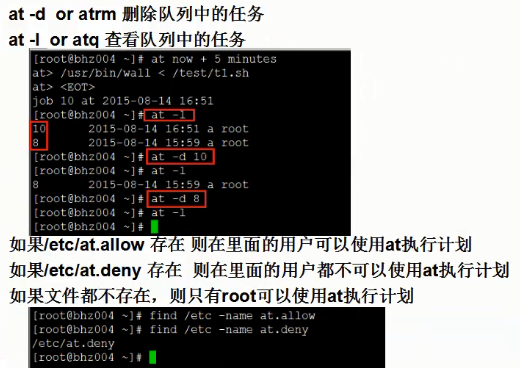 at -d  or atrm 删除队列中的任务
at -l  or atq 查看队列中的任务
[root@bhz004 ~]# at now + 5 minutes
at> /usr/bin/wall < /test/t1.sh
at> <EOT>
job 10 at 2015-08-14 16:51
[root@bhz004 ~]# at -l
10      2015-08-14 16:51 a root
8       2015-08-14 15:59 a root
[root@bhz004 ~]# at -d 10
[root@bhz004 ~]# at -l
8       2015-08-14 15:59 a root
[root@bhz004 ~]# at -d 8
[root@bhz004 ~]# at -l
[root@bhz004 ~]#
如果/etc/at.allow 存在 则在里面的用户可以使用at执行计划
如果/etc/at.deny 存在  则在里面的用户都不可以使用at执行计划
如果文件都不存在，则只有root可以使用at执行计划
[root@bhz004 ~]# find /etc -name at.allow
[root@bhz004 ~]# find /etc -name at.deny
/etc/at.deny
[root@bhz004 ~]#